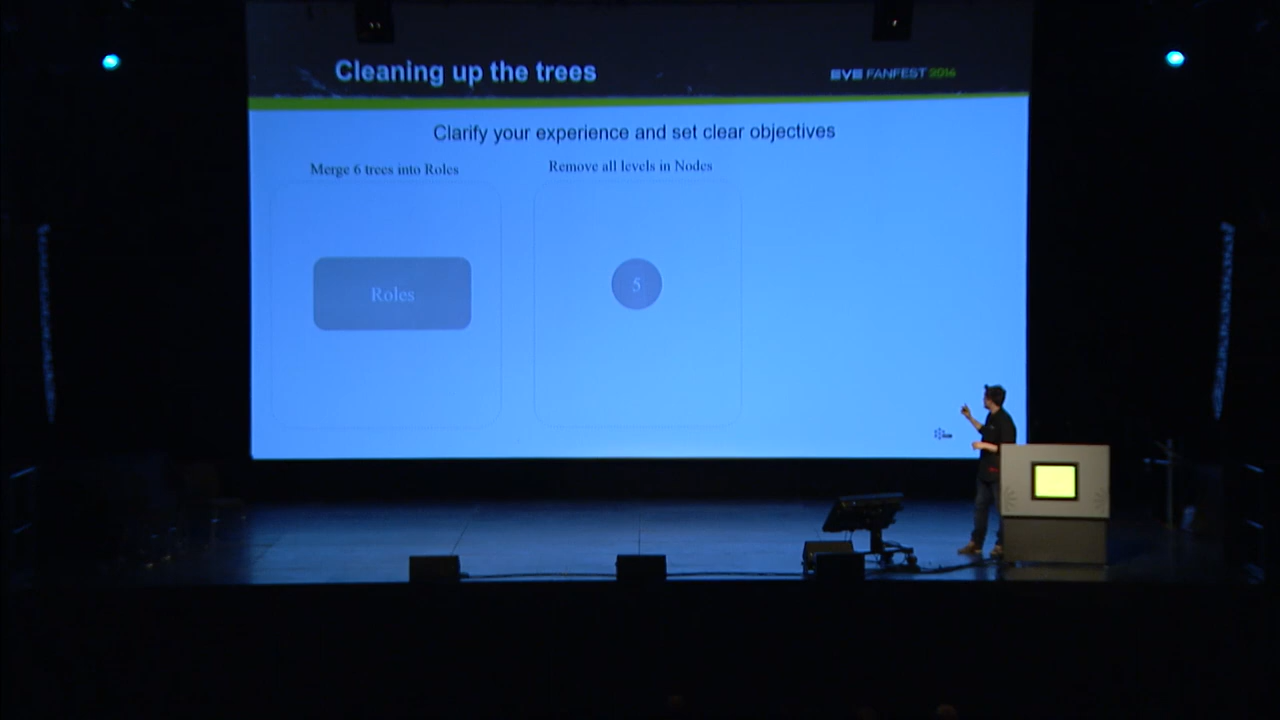 Cleaning up the trees
EVE FANFEST 2014
Clarify your experience and set clear objectives
Merge 6 trees into Roles
Remove all levels in Nodes
Roles
5